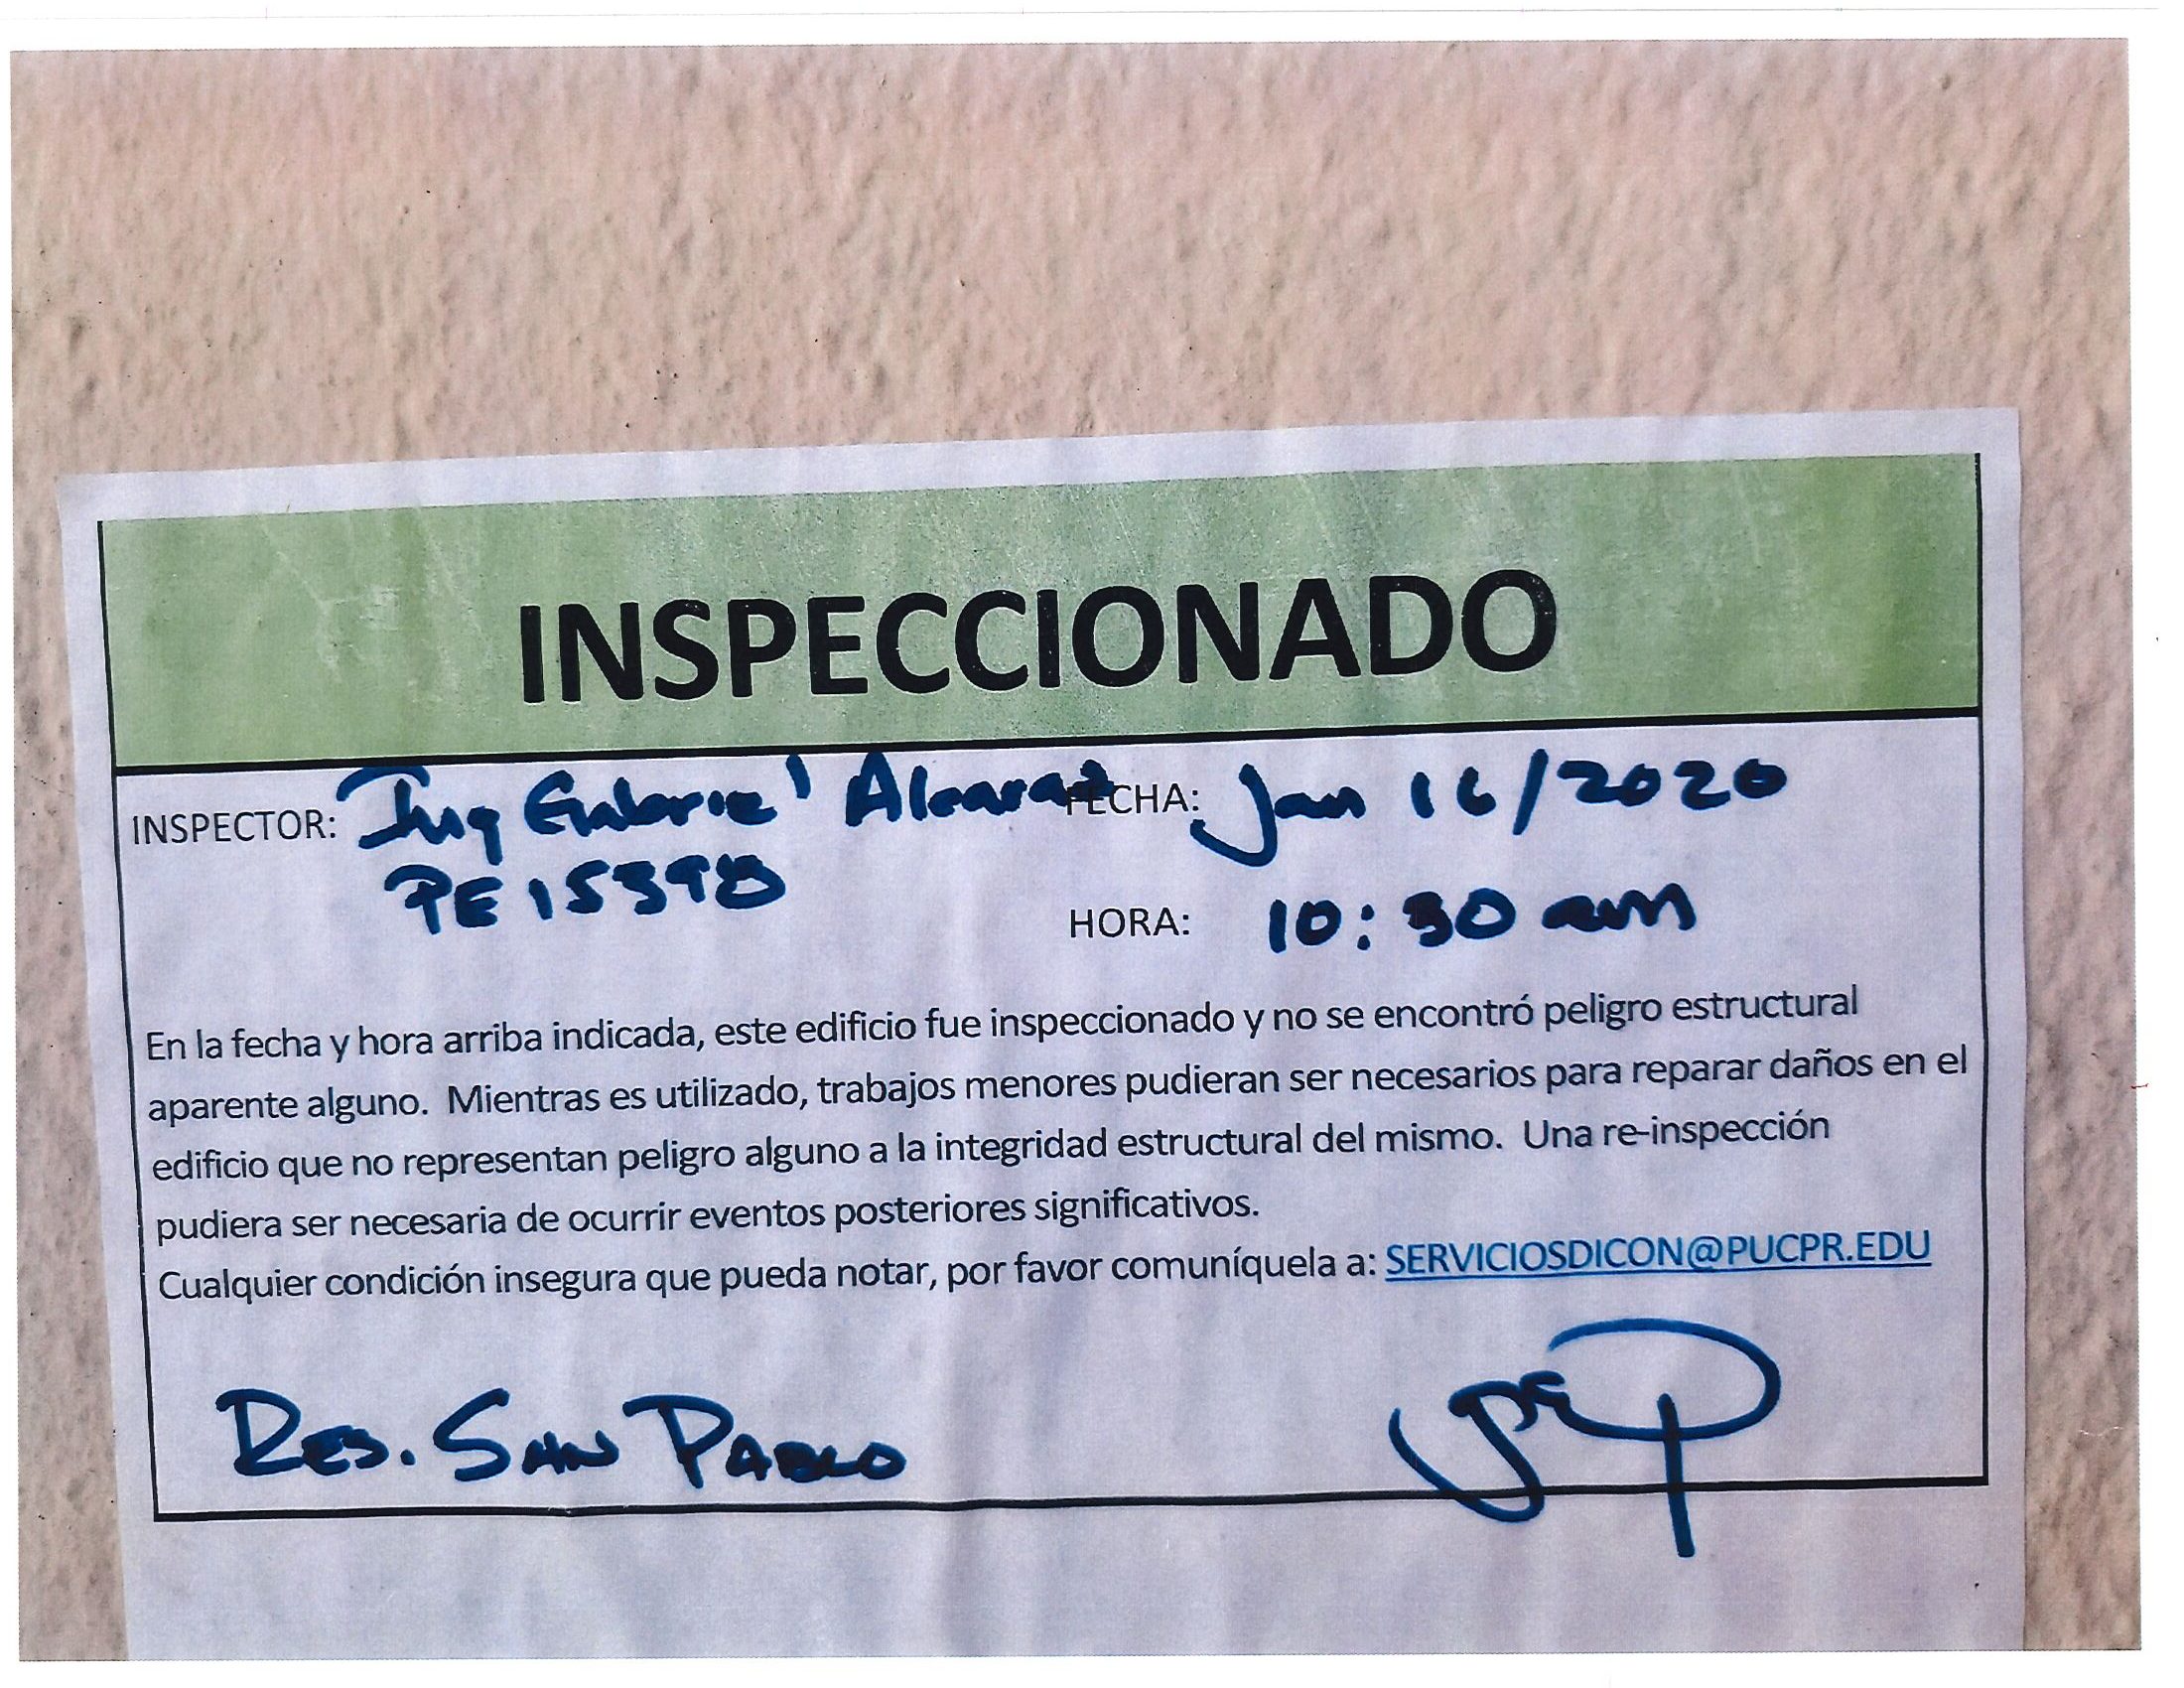 INSPECCIONADO
INSPECTOR: Ing FECHA: Jan 16/2020
PE 15390
HORA: 10:30 am
En la fecha y hora arriba indicada, este edificio fue inspeccionado y no se encontró peligro estructural
aparente alguno. Mientras es utilizado, trabajos menores pudieran ser necesarios para reparar daños en el
edificio que no representan peligro alguno a la integridad estructural del mismo. Una re-inspección
pudiera ser necesaria de ocurrir eventos posteriores significativos.
Cualquier condición insegura que pueda notar, por favor comuníquela a: SERVICIOSDICON@PUCPR.EDU
RES. SAN PABLO